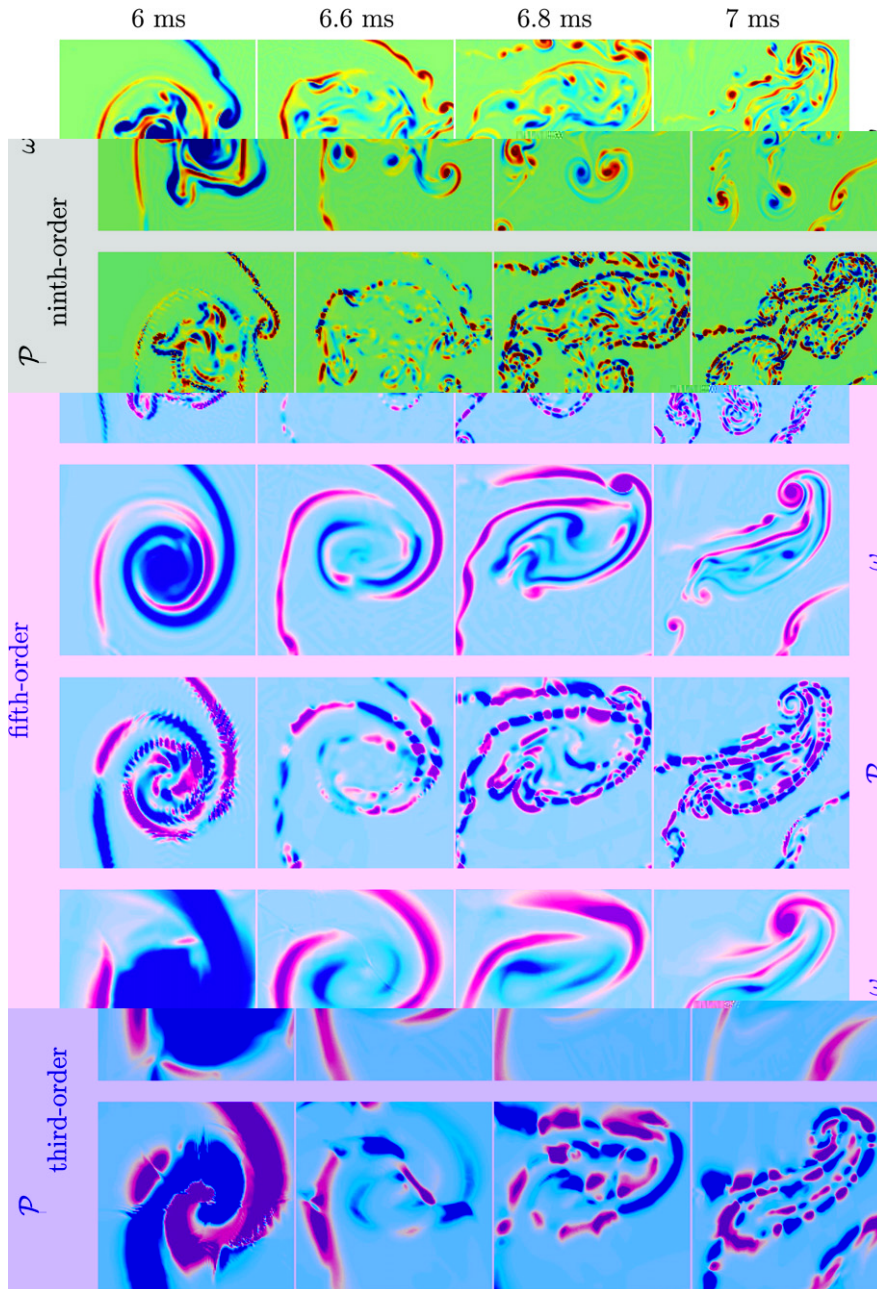 6 ms 6.6 ms 6.8 ms 7 ms
ω
ninth-order
𝒫
ω
fifth-order
𝒫
ω
third-order
𝒫